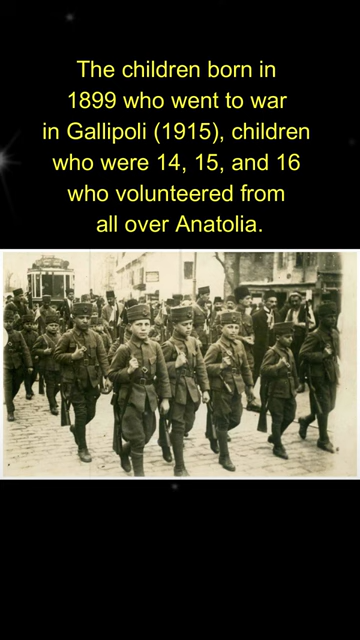 The children born in
1899 who went to war
in Gallipoli (1915), children
who were 14, 15, and 16
who volunteered from
all over Anatolia.